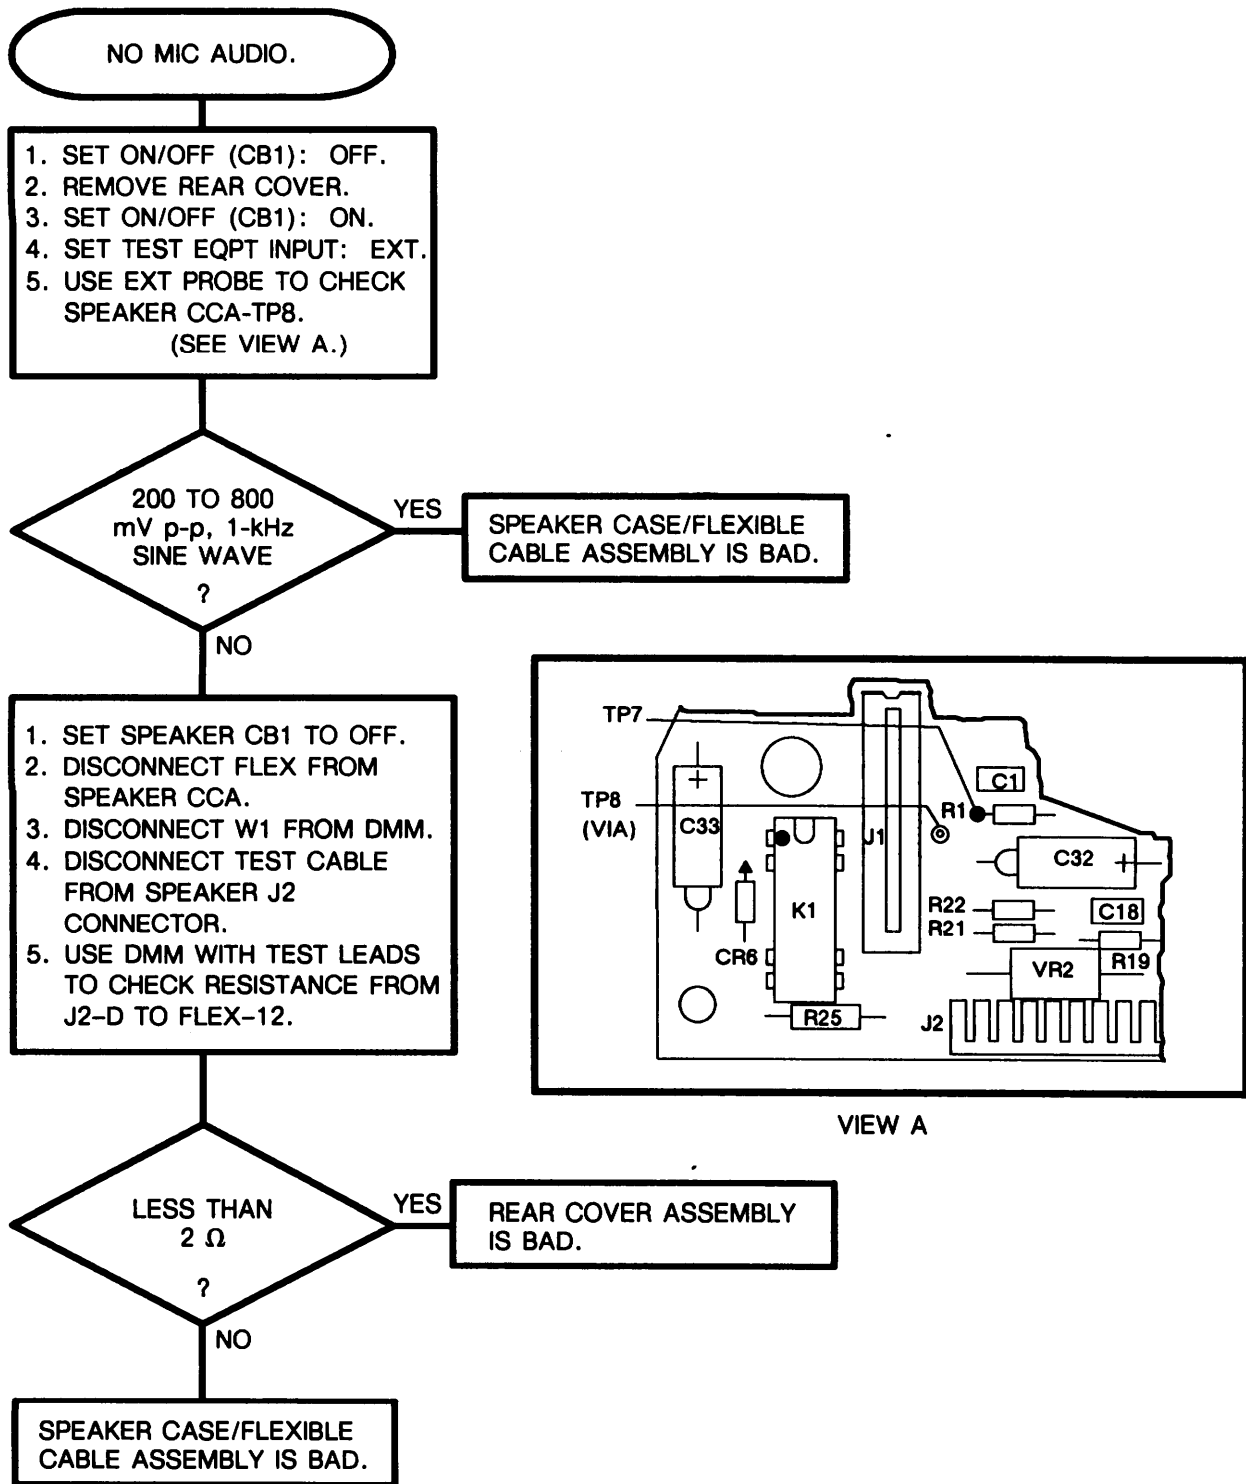 NO MIC AUDIO.
1. SET ON/OFF (CB1): OFF.
2. REMOVE REAR COVER.
3. SET ON/OFF (CB1): ON.
4. SET TEST EQPT INPUT: EXT.
5. USE EXT PROBE TO CHECK
SPEAKER CCA-TP8.
(SEE VIEW A.)
200 TO 800
mV p-p, 1-kHz
SINE WAVE
?
YES
SPEAKER CASE/FLEXIBLE
CABLE ASSEMBLY IS BAD.
NO
1. SET SPEAKER CB1 TO OFF.
2. DISCONNECT FLEX FROM
SPEAKER CCA.
3. DISCONNECT W1 FROM DMM.
4. DISCONNECT TEST CABLE
FROM SPEAKER J2
CONNECTOR.
5. USE DMM WITH TEST LEADS
TO CHECK RESISTANCE FROM
J2-D TO FLEX-12.
TP7
TP8
(VIA)
C33
CR6
K1
R25
J1
C1
R1
C32
R22
R21
C18
R19
VR2
J2
VIEW A
LESS THAN
2 Ω
?
YES
REAR COVER ASSEMBLY
IS BAD.
NO
SPEAKER CASE/FLEXIBLE
CABLE ASSEMBLY IS BAD.